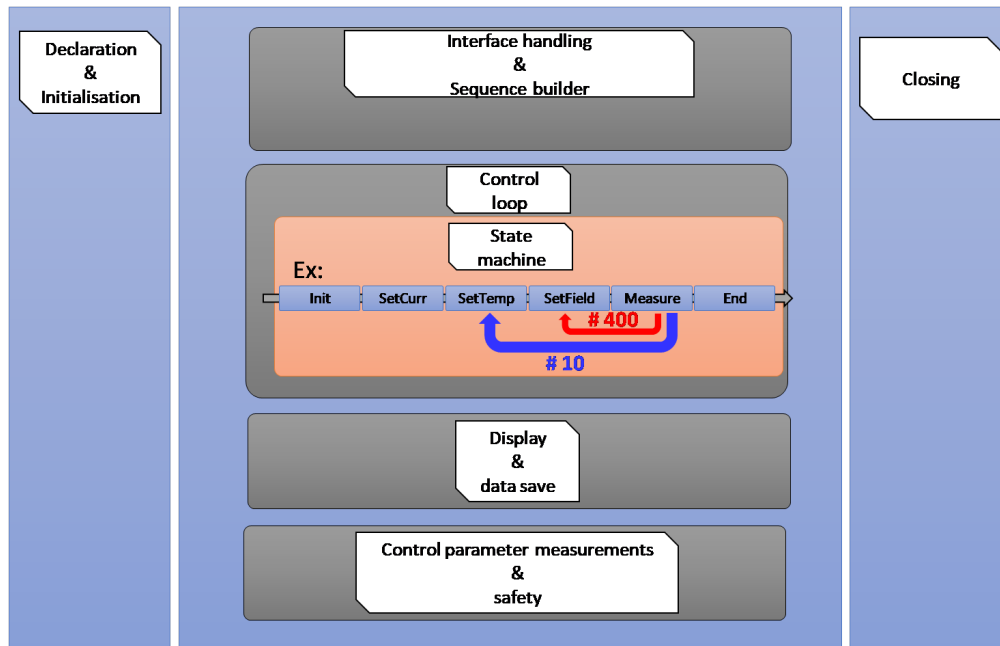 Declaration
&
Initialisation
Interface handling
&
Sequence builder
Closing
Control
loop
State
machine
Ex:
Init SetCurr SetTemp SetField Measure End
# 400
# 10
Display
&
data save
Control parameter measurements
&
safety